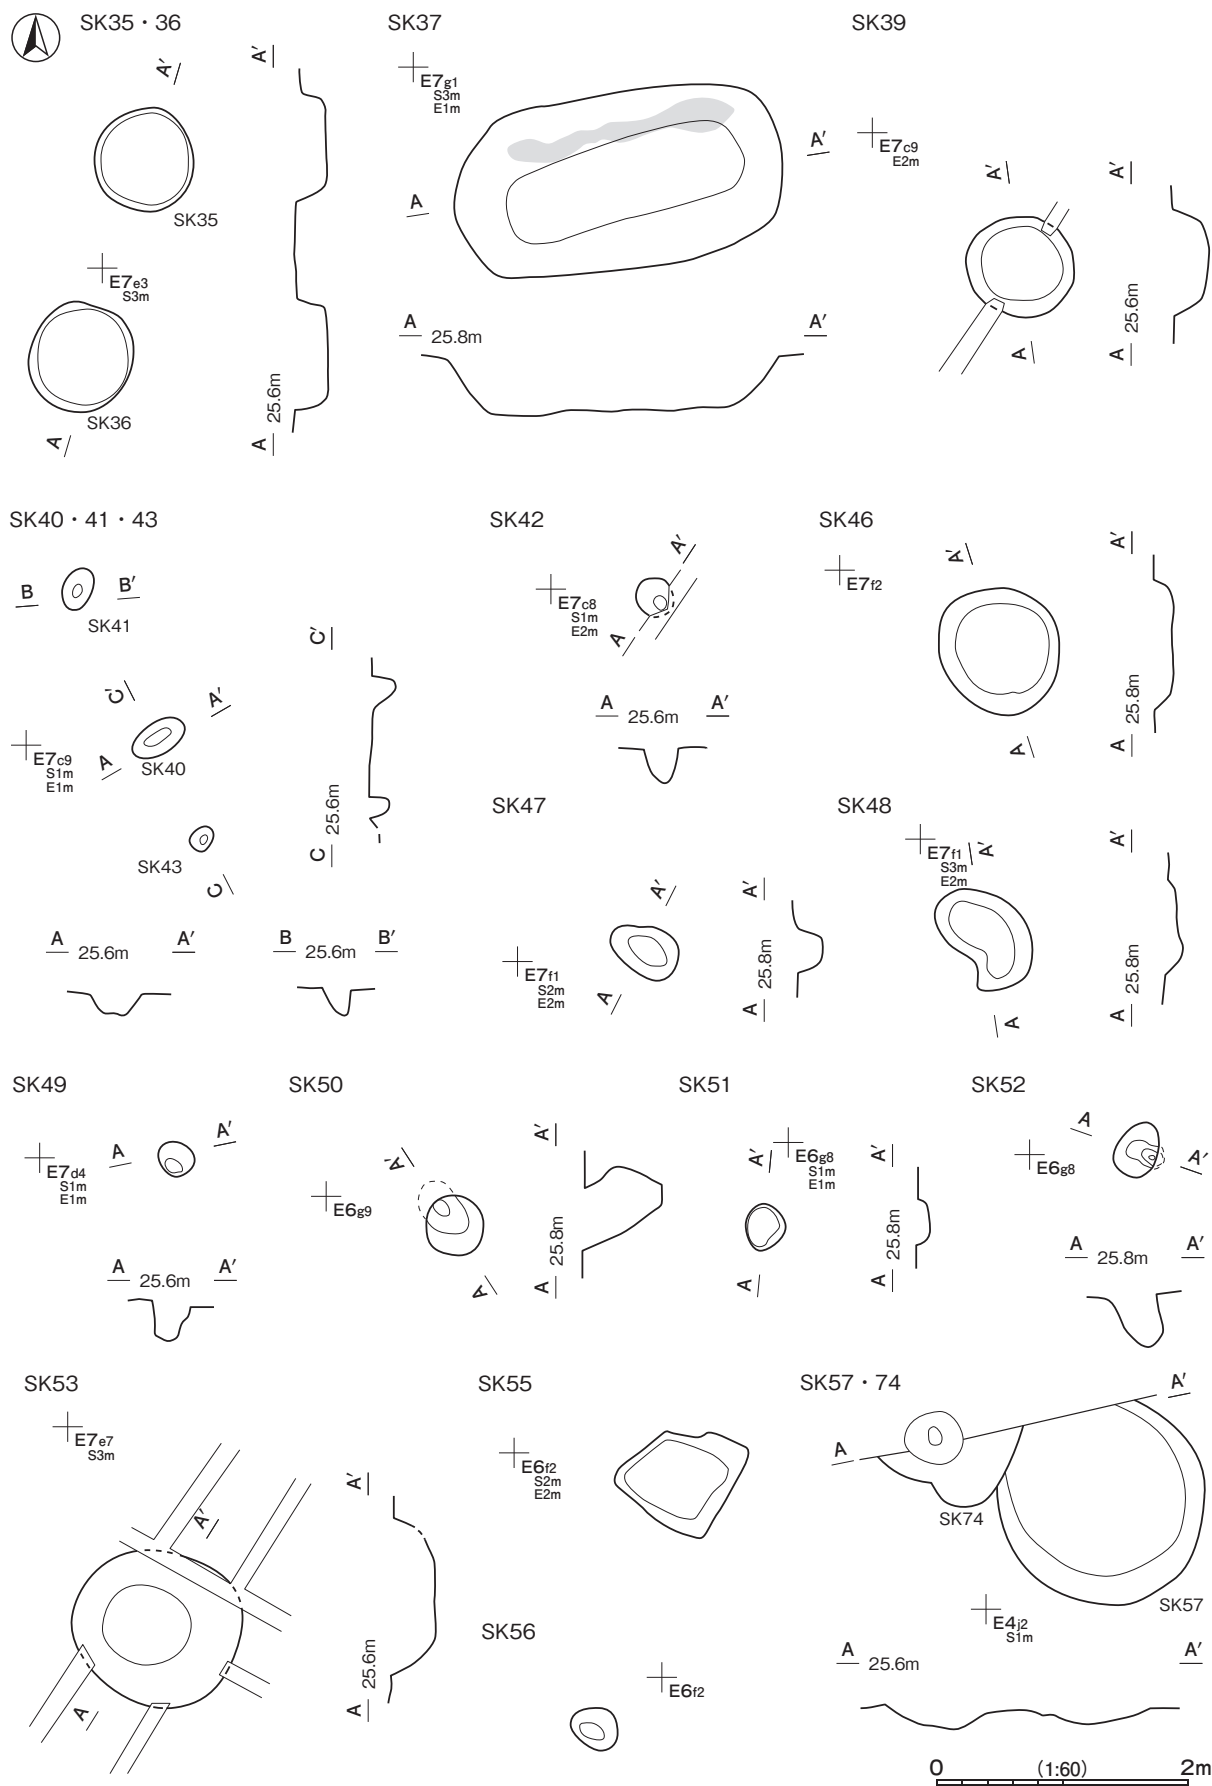 SK35・36
A′
A′
SK35
E7e3
S3m
SK36
A
A
25.6m
SK37
E7g1
S3m
E1m
A′
A
A
25.8m
A′
SK39
E7c9
E2m
A′
A′
A
A
25.6m
SK40・41・43
B
B′
SK41
C′
A′
E7c9
S1m
E1m
A
SK40
SK43
C
C′
C
25.6m
A
25.6m
A′
B
25.6m
B′
SK42
A′
E7c8
S1m
E2m
A
A
25.6m
A′
SK46
E7f2
A′
A
A′
A
25.8m
SK47
A′
E7f1
S2m
E2m
A
A′
A
25.8m
SK48
E7f1
S3m
E2m
A′
A
A′
A
25.8m
SK49
A
A′
E7d4
S1m
E1m
A
25.6m
A′
SK50
A′
E6g9
A
A′
A
25.8m
SK51
A′
E6g8
S1m
E1m
A
A′
A
25.8m
SK52
A
E6g8
A′
A
25.8m
A′
SK53
E7e7
S3m
A′
A
A′
A
25.6m
SK55
E6f2
S2m
E2m
SK56
E6f2
SK57・74
A′
A
SK74
SK57
E4j2
S1m
A
25.6m
A′
0
(1:60)
2m